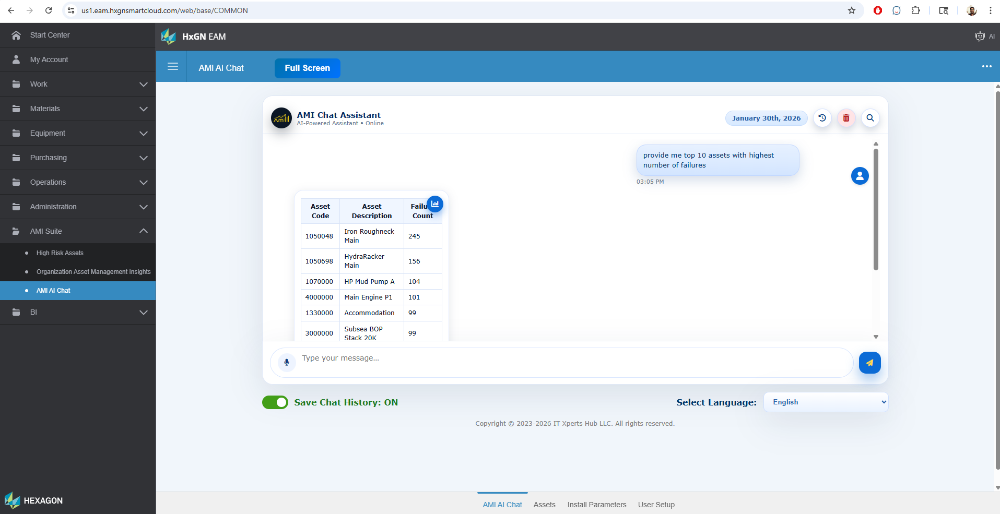 us1.eam.hxgnsmartcloud.com/web/base/COMMON
Start Center
My Account
Work
Materials
Equipment
Purchasing
Operations
Administration
AMI Suite
High Risk Assets
Organization Asset Management Insights
AMI AI Chat
BI
HEXAGON
HxGN EAM
AI
AMI AI Chat
Full Screen
AMI Chat Assistant
AI-Powered Assistant • Online
January 30th, 2026
provide me top 10 assets with highest
number of failures
03:05 PM
Asset Code
Asset Description
Failu
Count
1050048 Iron Roughneck Main 245
1050698 HydraRacker Main 156
1070000 HP Mud Pump A 104
4000000 Main Engine P1 101
1330000 Accommodation 99
3000000 Subsea BOP Stack 20K 99
Type your message...
Save Chat History: ON
Select Language:
English
Copyright © 2023-2026 IT Xperts Hub LLC. All rights reserved.
AMI AI Chat
Assets
Install Parameters
User Setup